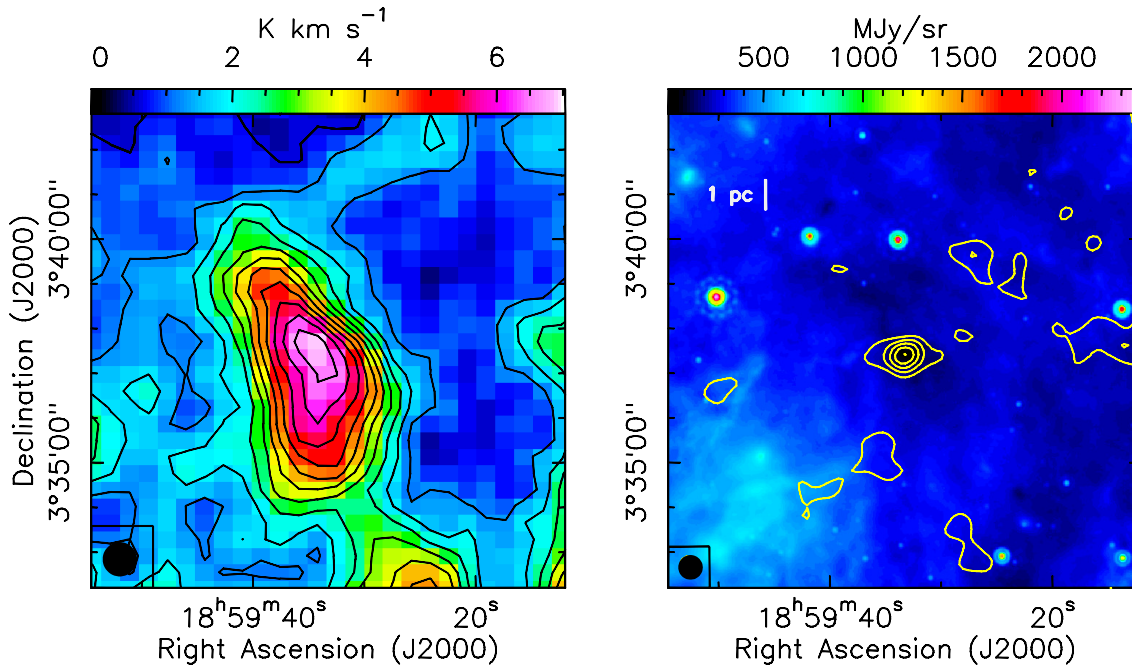 K km s⁻¹
0 2 4 6
Declination (J2000)
3°40'00"
3°35'00"
18ʰ59ᵐ40ˢ 20ˢ
Right Ascension (J2000)
MJy/sr
500 1000 1500 2000
1 pc
3°40'00"
3°35'00"
18ʰ59ᵐ40ˢ 20ˢ
Right Ascension (J2000)